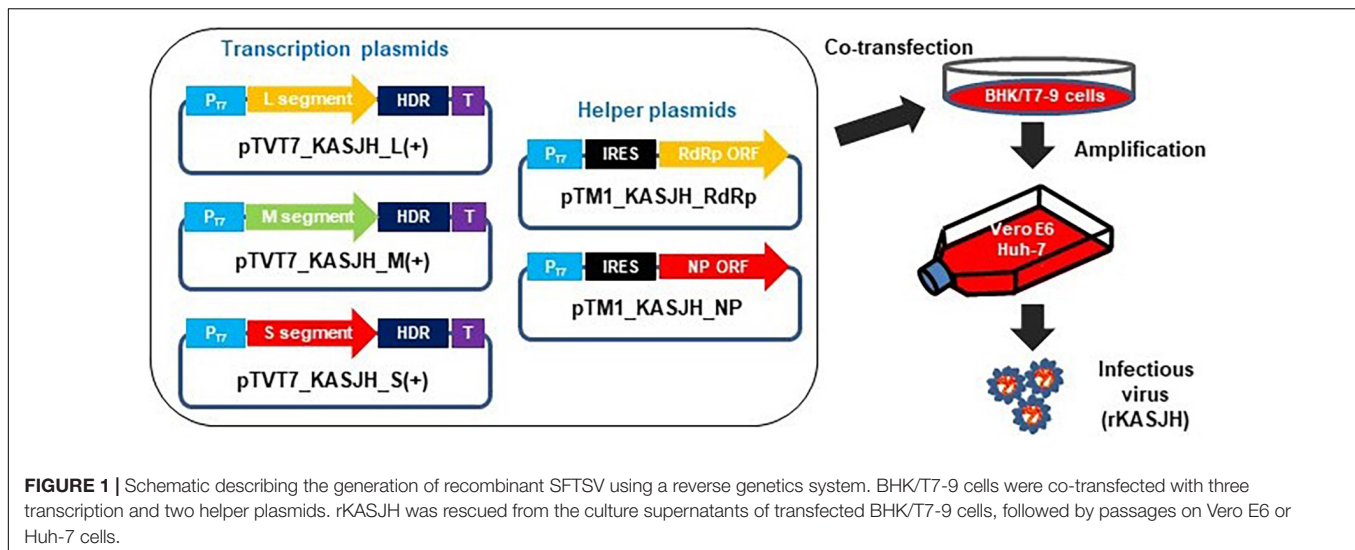 Transcription plasmids
P_T7 L segment HDR T
pTVT7_KASJH_L(+)
P_T7 M segment HDR T
pTVT7_KASJH_M(+)
P_T7 S segment HDR T
pTVT7_KASJH_S(+)
Helper plasmids
P_T7 IRES RdRp ORF
pTM1_KASJH_RdRp
P_T7 IRES NP ORF
pTM1_KASJH_NP
Co-transfection
BHK/T7-9 cells
Amplification
Vero E6
Huh-7
Infectious
virus
(rKASJH)
FIGURE 1 | Schematic describing the generation of recombinant SFTSV using a reverse genetics system. BHK/T7-9 cells were co-transfected with three
transcription and two helper plasmids. rKASJH was rescued from the culture supernatants of transfected BHK/T7-9 cells, followed by passages on Vero E6 or
Huh-7 cells.